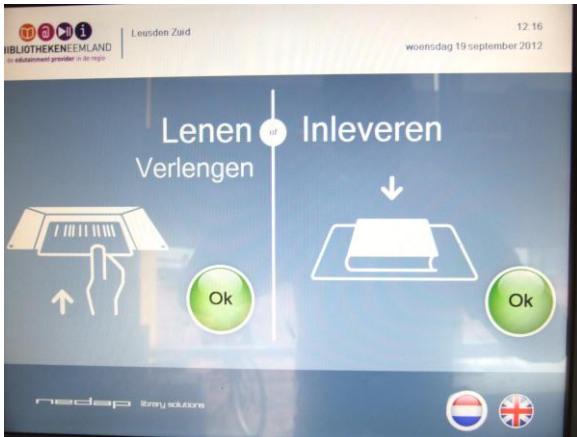 BIBLIOTHEKENEEMLAND
de edutainment provider in de regio
Leusden Zuid
12:16
woensdag 19 september 2012
Lenen of Inleveren
Verlengen
Ok
Ok
nedap library solutions